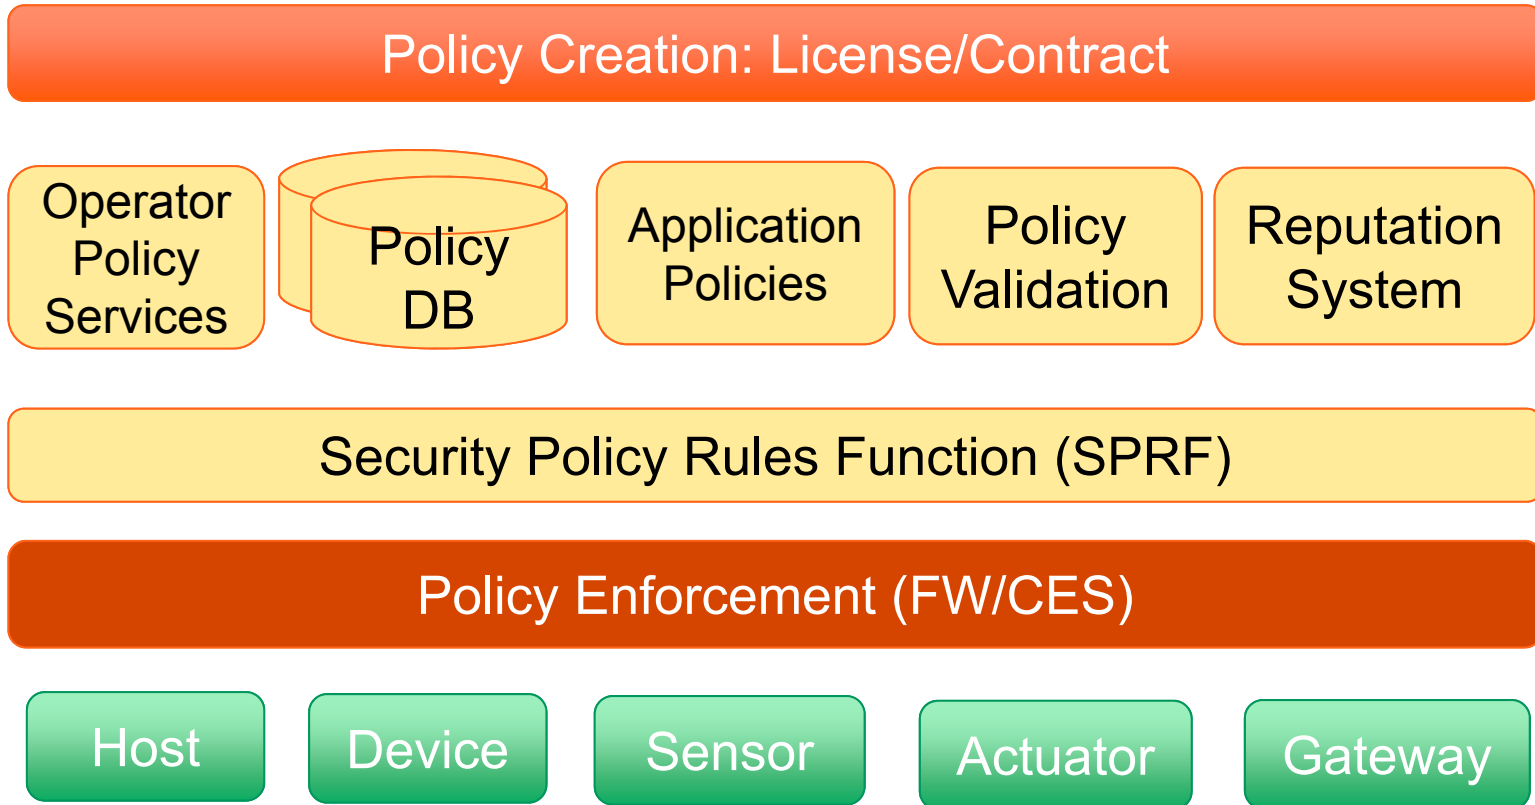 Policy Creation: License/Contract
Operator
Policy
Services
Policy
DB
Application
Policies
Policy
Validation
Reputation
System
Security Policy Rules Function (SPRF)
Policy Enforcement (FW/CES)
Host
Device
Sensor
Actuator
Gateway